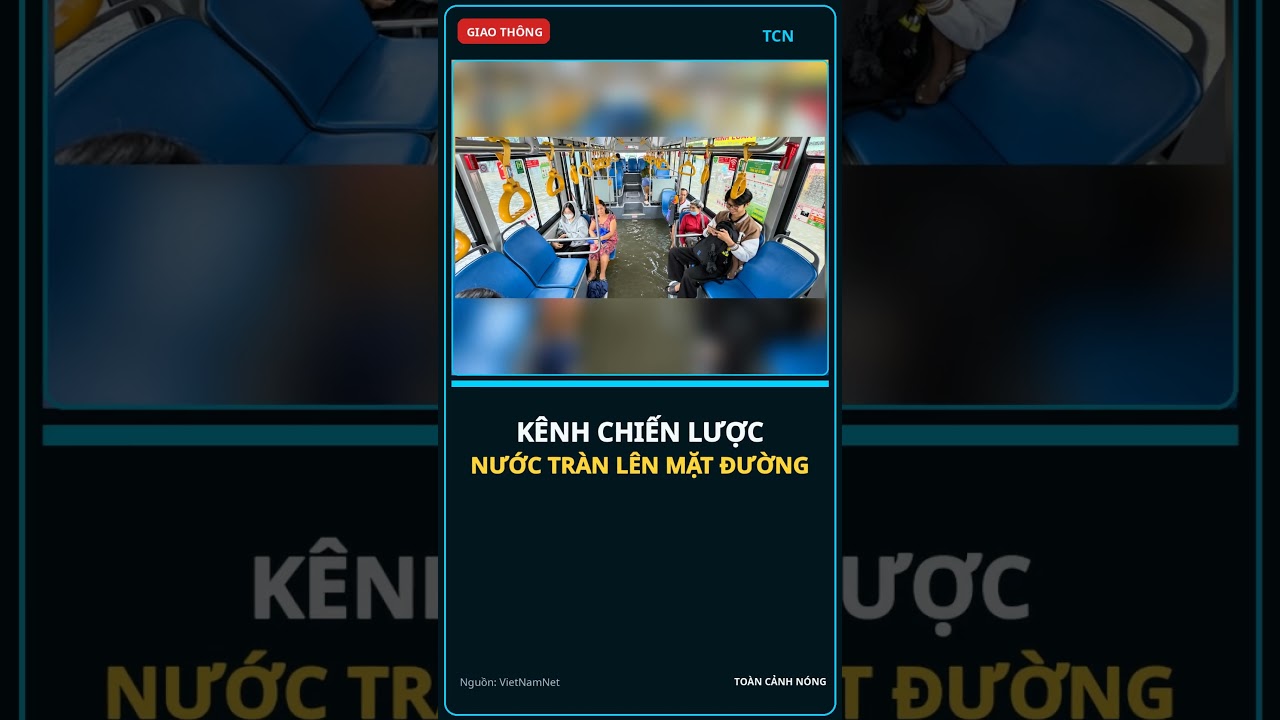 GIAO THÔNG
TCN
KÊNH CHIẾN LƯỢC
NƯỚC TRÀN LÊN MẶT ĐƯỜNG
Nguồn: VietNamNet
TOÀN CẢNH NÓNG